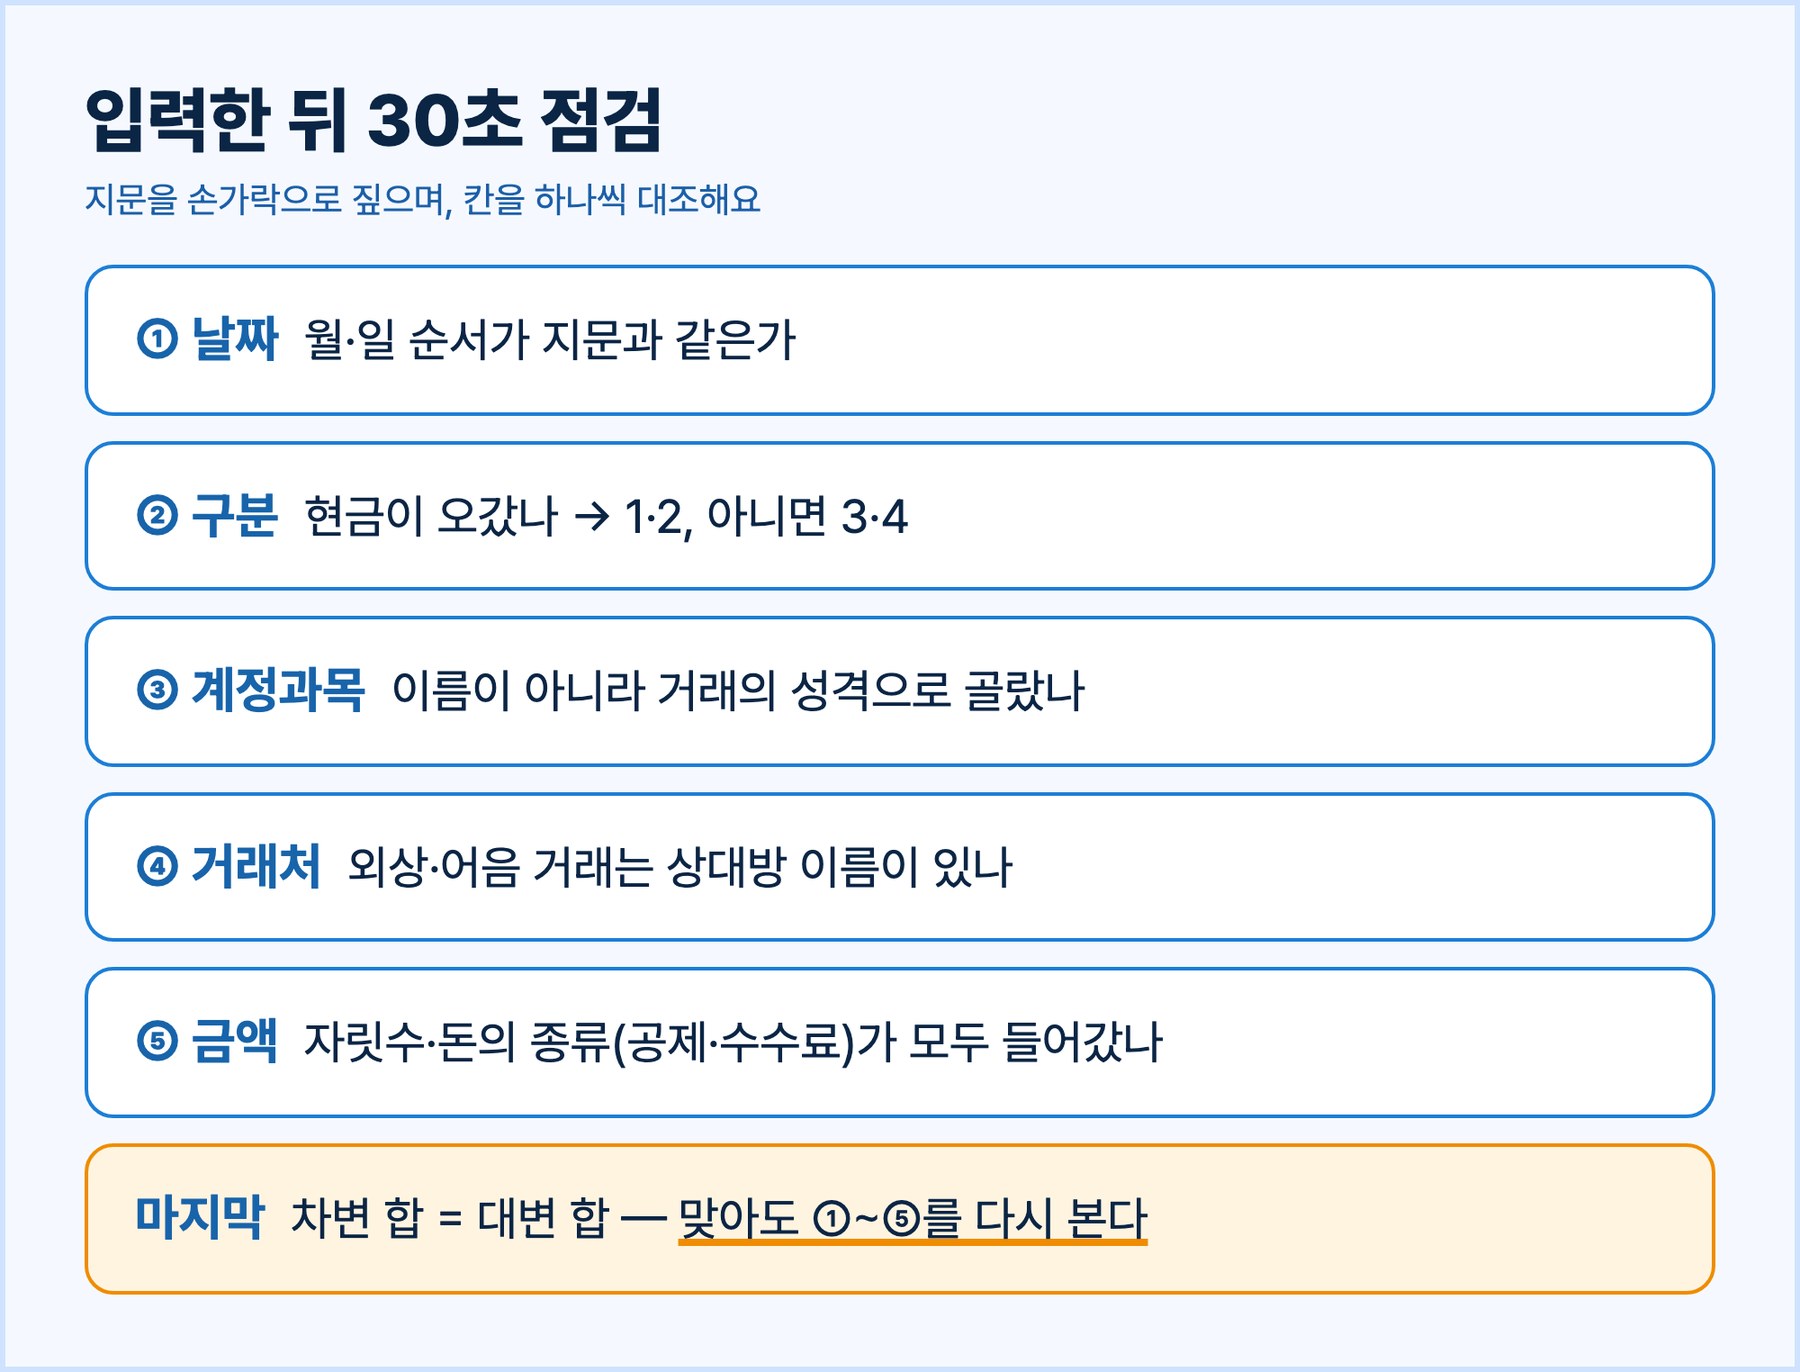 입력한 뒤 30초 점검
지문을 손가락으로 짚으며, 칸을 하나씩 대조해요
① 날짜 월·일 순서가 지문과 같은가
② 구분 현금이 오갔나 → 1·2, 아니면 3·4
③ 계정과목 이름이 아니라 거래의 성격으로 골랐나
④ 거래처 외상·어음 거래는 상대방 이름이 있나
⑤ 금액 자릿수·돈의 종류(공제·수수료)가 모두 들어갔나
마지막 차변 합 = 대변 합 — 맞아도 ①~⑤를 다시 본다